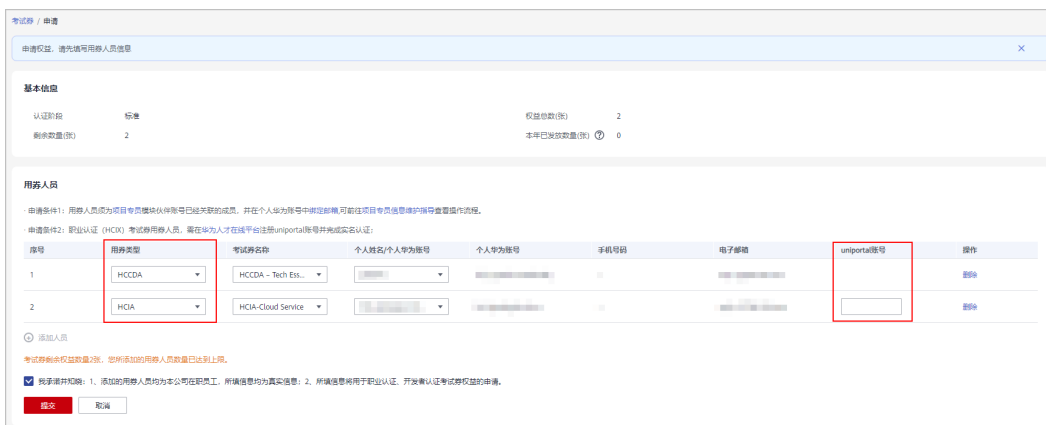 考试券 / 申请
申请权益，请先填写用券人员信息
基本信息
认证阶段 标准 权益总数(张) 2
剩余数量(张) 2 本年已发放数量(张) 0
用券人员
· 申请条件1：用券人员须为项目专员模块伙伴账号已经关联的成员，并在个人华为账号中绑定邮箱,可前往项目专员信息维护指导查看操作流程。
· 申请条件2：职业认证（HCIX）考试券用券人员，需在华为人才在线平台注册uniportal账号并完成实名认证；
序号 用券类型 考试券名称 个人姓名/个人华为账号 个人华为账号 手机号码 电子邮箱 uniportal账号 操作
1 HCCDA HCCDA – Tech Ess... 删除
2 HCIA HCIA-Cloud Service 删除
添加人员
考试券剩余权益数量2张，您所添加的用券人员数量已达到上限。
我承诺并知晓：1、添加的用券人员均为本公司在职员工，所填信息均为真实信息；2、所填信息将用于职业认证、开发者认证考试券权益的申请。
提交 取消